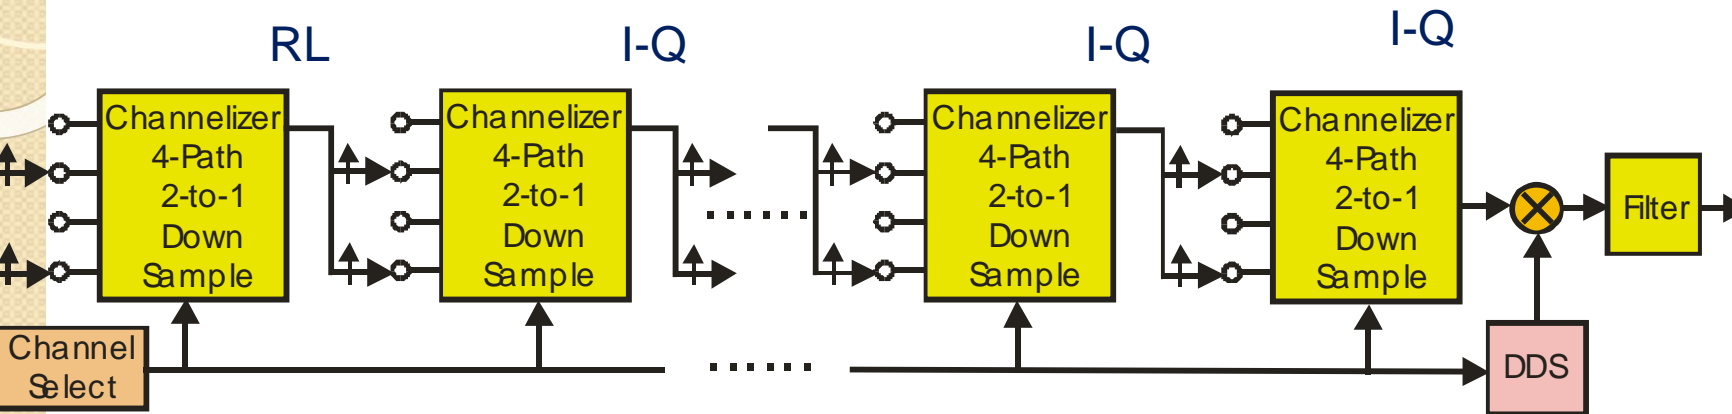 RL
I-Q
I-Q
I-Q
Channelizer
4-Path
2-to-1
Down
Sample
Channelizer
4-Path
2-to-1
Down
Sample
Channelizer
4-Path
2-to-1
Down
Sample
Channelizer
4-Path
2-to-1
Down
Sample
Filter
Channel
Select
DDS